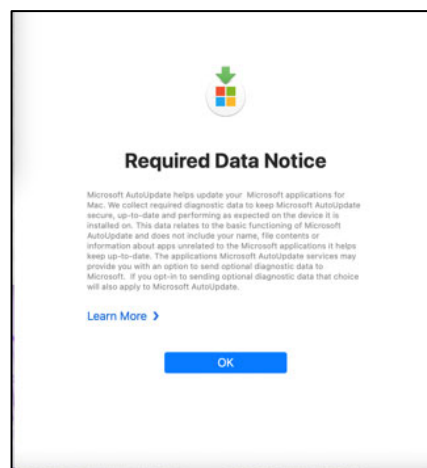 Required Data Notice
Microsoft AutoUpdate helps update your Microsoft applications for
Mac. We collect required diagnostic data to keep Microsoft AutoUpdate
secure, up-to-date and performing as expected on the device it is
installed on. This data relates to the basic functioning of Microsoft
AutoUpdate and does not include your name, file contents or
information about apps unrelated to the Microsoft applications it helps
keep up-to-date. The applications Microsoft AutoUpdate services may
provide you with an option to send optional diagnostic data to
Microsoft. If you opt-in to sending optional diagnostic data that choice
will also apply to Microsoft AutoUpdate.
Learn More
OK